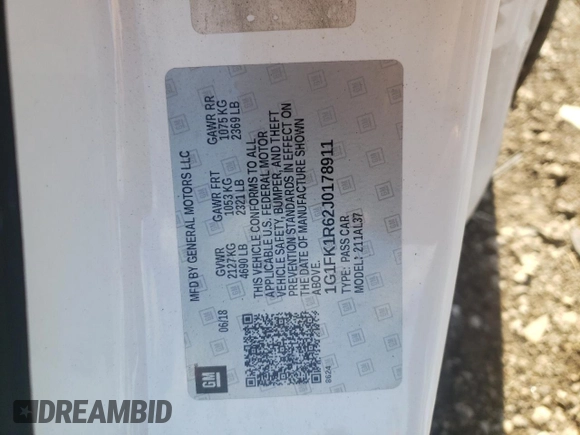 MFD BY GENERAL MOTORS LLC
06/18
GVWR
2127KG
4690 LB
GAWR FRT
1053 KG
2321 LB
GAWR RR
1075 KG
2369 LB
THIS VEHICLE CONFORMS TO ALL
APPLICABLE U.S. FEDERAL MOTOR
VEHICLE SAFETY, BUMPER, AND THEFT
PREVENTION STANDARDS IN EFFECT ON
THE DATE OF MANUFACTURE SHOWN
ABOVE.
1G1FK1R62J0178911
TYPE: PASS CAR
MODEL: 211AL37
GM
8624
DREAMBID